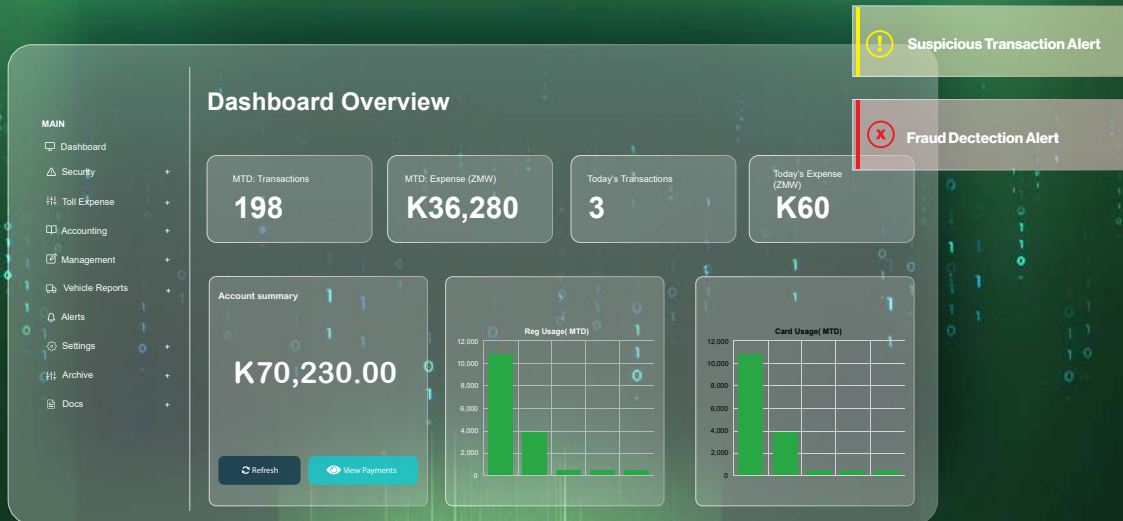 Suspicious Transaction Alert
Fraud Dectection Alert
Dashboard Overview
MAIN
Dashboard
Security +
Toll Expense +
Accounting +
Management +
Vehicle Reports +
Alerts
Settings +
Archive +
Docs +
MTD: Transactions
198
MTD: Expense (ZMW)
K36,280
Today's Transactions
3
Today's Expense
(ZMW)
K60
Account summary
K70,230.00
Refresh
View Payments
Reg Usage( MTD)
12,000
10,000
8,000
6,000
4,000
2,000
0
Card Usage( MTD)
12,000
10,000
8,000
6,000
4,000
2,000
0